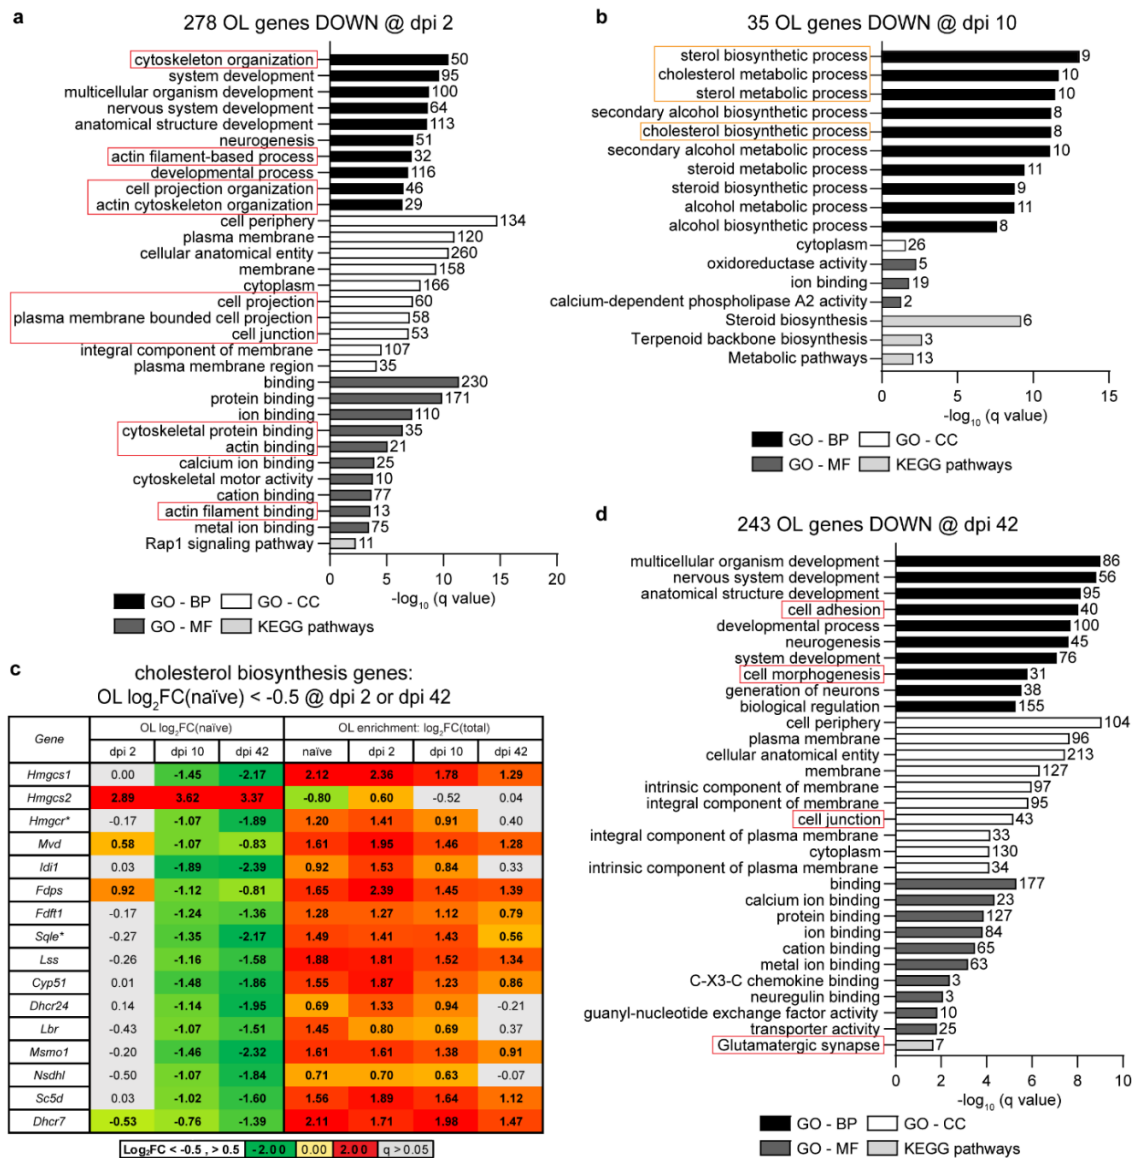 a
278 OL genes DOWN @ dpi 2
cytoskeleton organization 50
system development 95
multicellular organism development 100
nervous system development 64
anatomical structure development 113
neurogenesis 51
actin filament-based process 32
developmental process 116
cell projection organization 46
actin cytoskeleton organization 29
cell periphery 134
plasma membrane 120
cellular anatomical entity 260
membrane 158
cytoplasm 166
cell projection 60
plasma membrane bounded cell projection 58
cell junction 53
integral component of membrane 107
plasma membrane region 35
binding 230
protein binding 171
ion binding 110
cytoskeletal protein binding 35
actin binding 21
calcium ion binding 25
cytoskeletal motor activity 10
cation binding 77
actin filament binding 13
metal ion binding 75
Rap1 signaling pathway 11
0 5 10 15 20
-log10 (q value)
GO - BP GO - CC
GO - MF KEGG pathways
b
35 OL genes DOWN @ dpi 10
sterol biosynthetic process 9
cholesterol metabolic process 10
sterol metabolic process 10
secondary alcohol biosynthetic process 8
cholesterol biosynthetic process 8
secondary alcohol metabolic process 10
steroid metabolic process 11
steroid biosynthetic process 9
alcohol metabolic process 11
alcohol biosynthetic process 8
cytoplasm 26
oxidoreductase activity 5
ion binding 19
calcium-dependent phospholipase A2 activity 2
Steroid biosynthesis 6
Terpenoid backbone biosynthesis 3
Metabolic pathways 13
0 5 10 15
-log10 (q value)
GO - BP GO - CC
GO - MF KEGG pathways
c
cholesterol biosynthesis genes:
OL log2FC(naïve) < -0.5 @ dpi 2 or dpi 42
Gene OL log2FC(naïve) OL enrichment: log2FC(total)
dpi 2 dpi 10 dpi 42 naïve dpi 2 dpi 10 dpi 42
Hmgcs1 0.00 -1.45 -2.17 2.12 2.36 1.78 1.29
Hmgcs2 2.89 3.62 3.37 -0.80 0.60 -0.52 0.04
Hmgcr* -0.17 -1.07 -1.89 1.20 1.41 0.91 0.40
Mvd 0.58 -1.07 -0.83 1.61 1.95 1.46 1.28
Idi1 0.03 -1.89 -2.39 0.92 1.53 0.84 0.33
Fdps 0.92 -1.12 -0.81 1.65 2.39 1.45 1.39
Fdft1 -0.17 -1.24 -1.36 1.28 1.27 1.12 0.79
Sqle* -0.27 -1.35 -2.17 1.49 1.41 1.43 0.56
Lss -0.26 -1.16 -1.58 1.88 1.81 1.52 1.34
Cyp51 0.01 -1.48 -1.86 1.55 1.87 1.23 0.86
Dhcr24 0.14 -1.14 -1.95 0.69 1.33 0.94 -0.21
Lbr -0.43 -1.07 -1.51 1.45 0.80 0.69 0.37
Msmo1 -0.20 -1.46 -2.32 1.61 1.61 1.38 0.91
Nsdhl -0.50 -1.07 -1.84 0.71 0.70 0.63 -0.07
Sc5d 0.03 -1.02 -1.60 1.56 1.89 1.64 1.12
Dhcr7 -0.53 -0.76 -1.39 2.11 1.71 1.98 1.47
Log2FC < -0.5 , > 0.5 -2.00 0.00 2.00 q > 0.05
d
243 OL genes DOWN @ dpi 42
multicellular organism development 86
nervous system development 56
anatomical structure development 95
cell adhesion 40
developmental process 100
neurogenesis 45
system development 76
cell morphogenesis 31
generation of neurons 38
biological regulation 155
cell periphery 104
plasma membrane 96
cellular anatomical entity 213
membrane 127
intrinsic component of membrane 97
integral component of membrane 95
cell junction 43
integral component of plasma membrane 33
cytoplasm 130
intrinsic component of plasma membrane 34
binding 177
calcium ion binding 23
protein binding 127
ion binding 84
cation binding 65
metal ion binding 63
C-X3-C chemokine binding 3
neuregulin binding 3
guanyl-nucleotide exchange factor activity 10
transporter activity 25
Glutamatergic synapse 7
0 2 4 6 8 10
-log10 (q value)
GO - BP GO - CC
GO - MF KEGG pathways